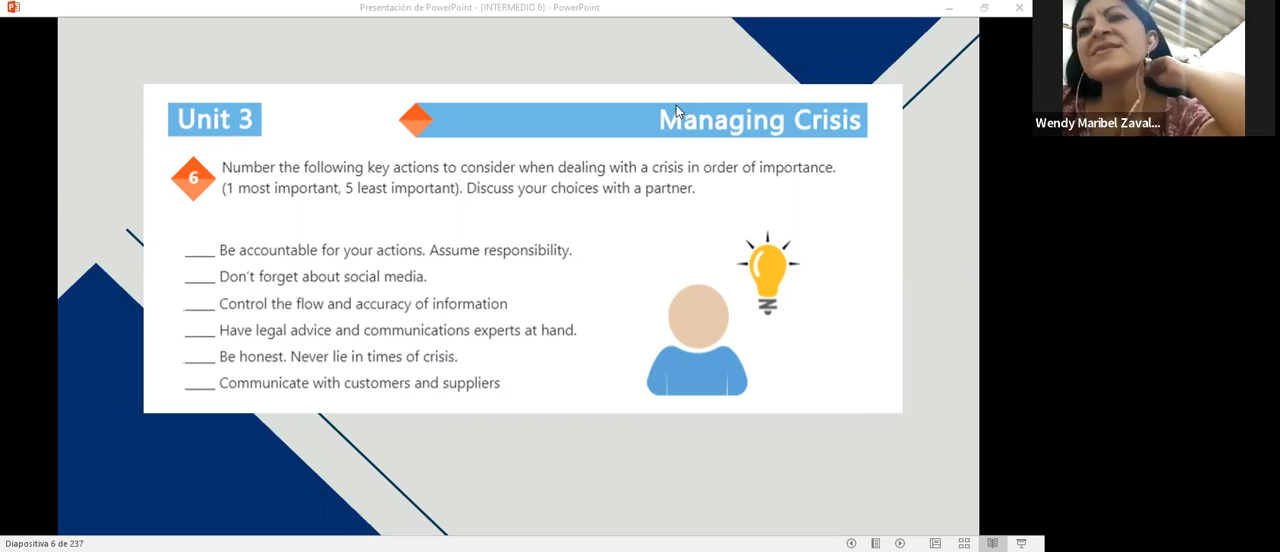 Presentación de PowerPoint - [INTERMEDIO 6] - PowerPoint
Unit 3
Managing Crisis
6
Number the following key actions to consider when dealing with a crisis in order of importance.
(1 most important, 5 least important). Discuss your choices with a partner.
____ Be accountable for your actions. Assume responsibility.
____ Don't forget about social media.
____ Control the flow and accuracy of information
____ Have legal advice and communications experts at hand.
____ Be honest. Never lie in times of crisis.
____ Communicate with customers and suppliers
Wendy Maribel Zaval...
Diapositiva 6 de 237